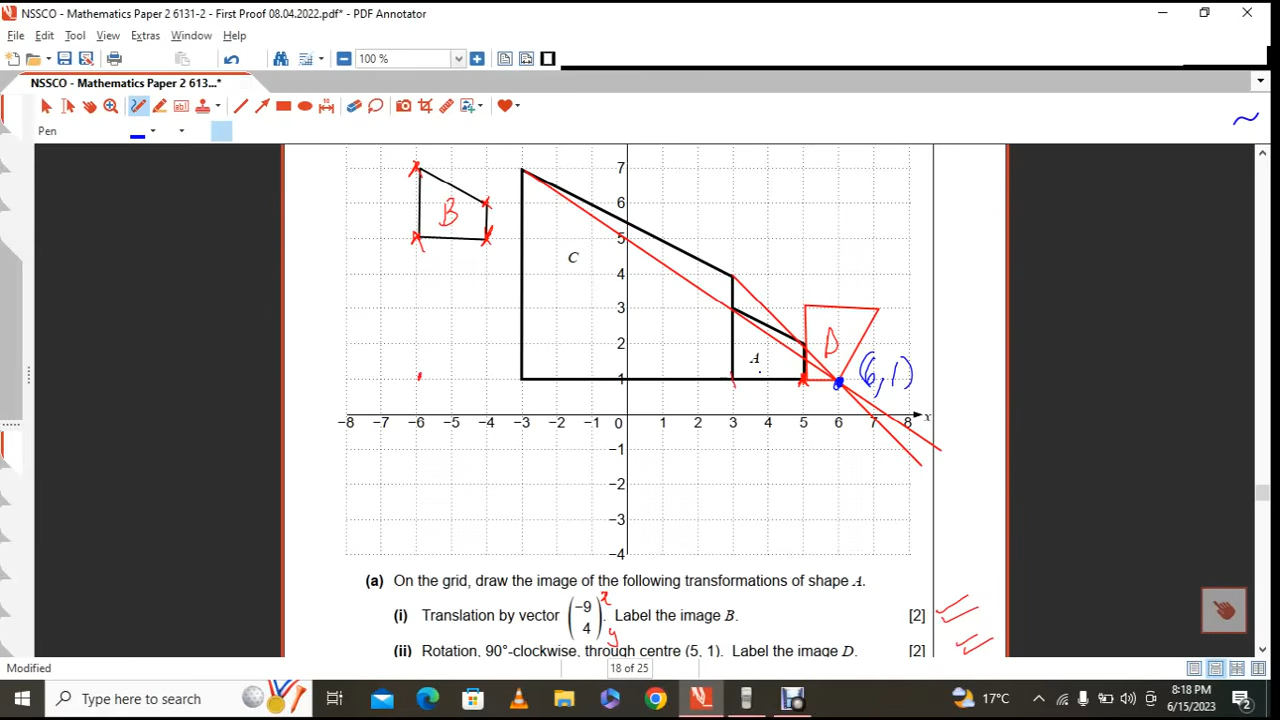 NSSCO - Mathematics Paper 2 6131-2 - First Proof 08.04.2022.pdf* - PDF Annotator
File Edit Tool View Extras Window Help
100 %
NSSCO - Mathematics Paper 2 613...*
Pen
7
6
5
4
3
2
1
B
C
A
D
(6,1)
-8 -7 -6 -5 -4 -3 -2 -1 0 1 2 3 4 5 6 7 8 x
-1
-2
-3
-4
(a) On the grid, draw the image of the following transformations of shape A.
(i) Translation by vector (-9 4). Label the image B. [2]
x
y
(ii) Rotation, 90°-clockwise, through centre (5, 1). Label the image D. [2]
Modified
18 of 25
Type here to search
17°C
8:18 PM
6/15/2023
2